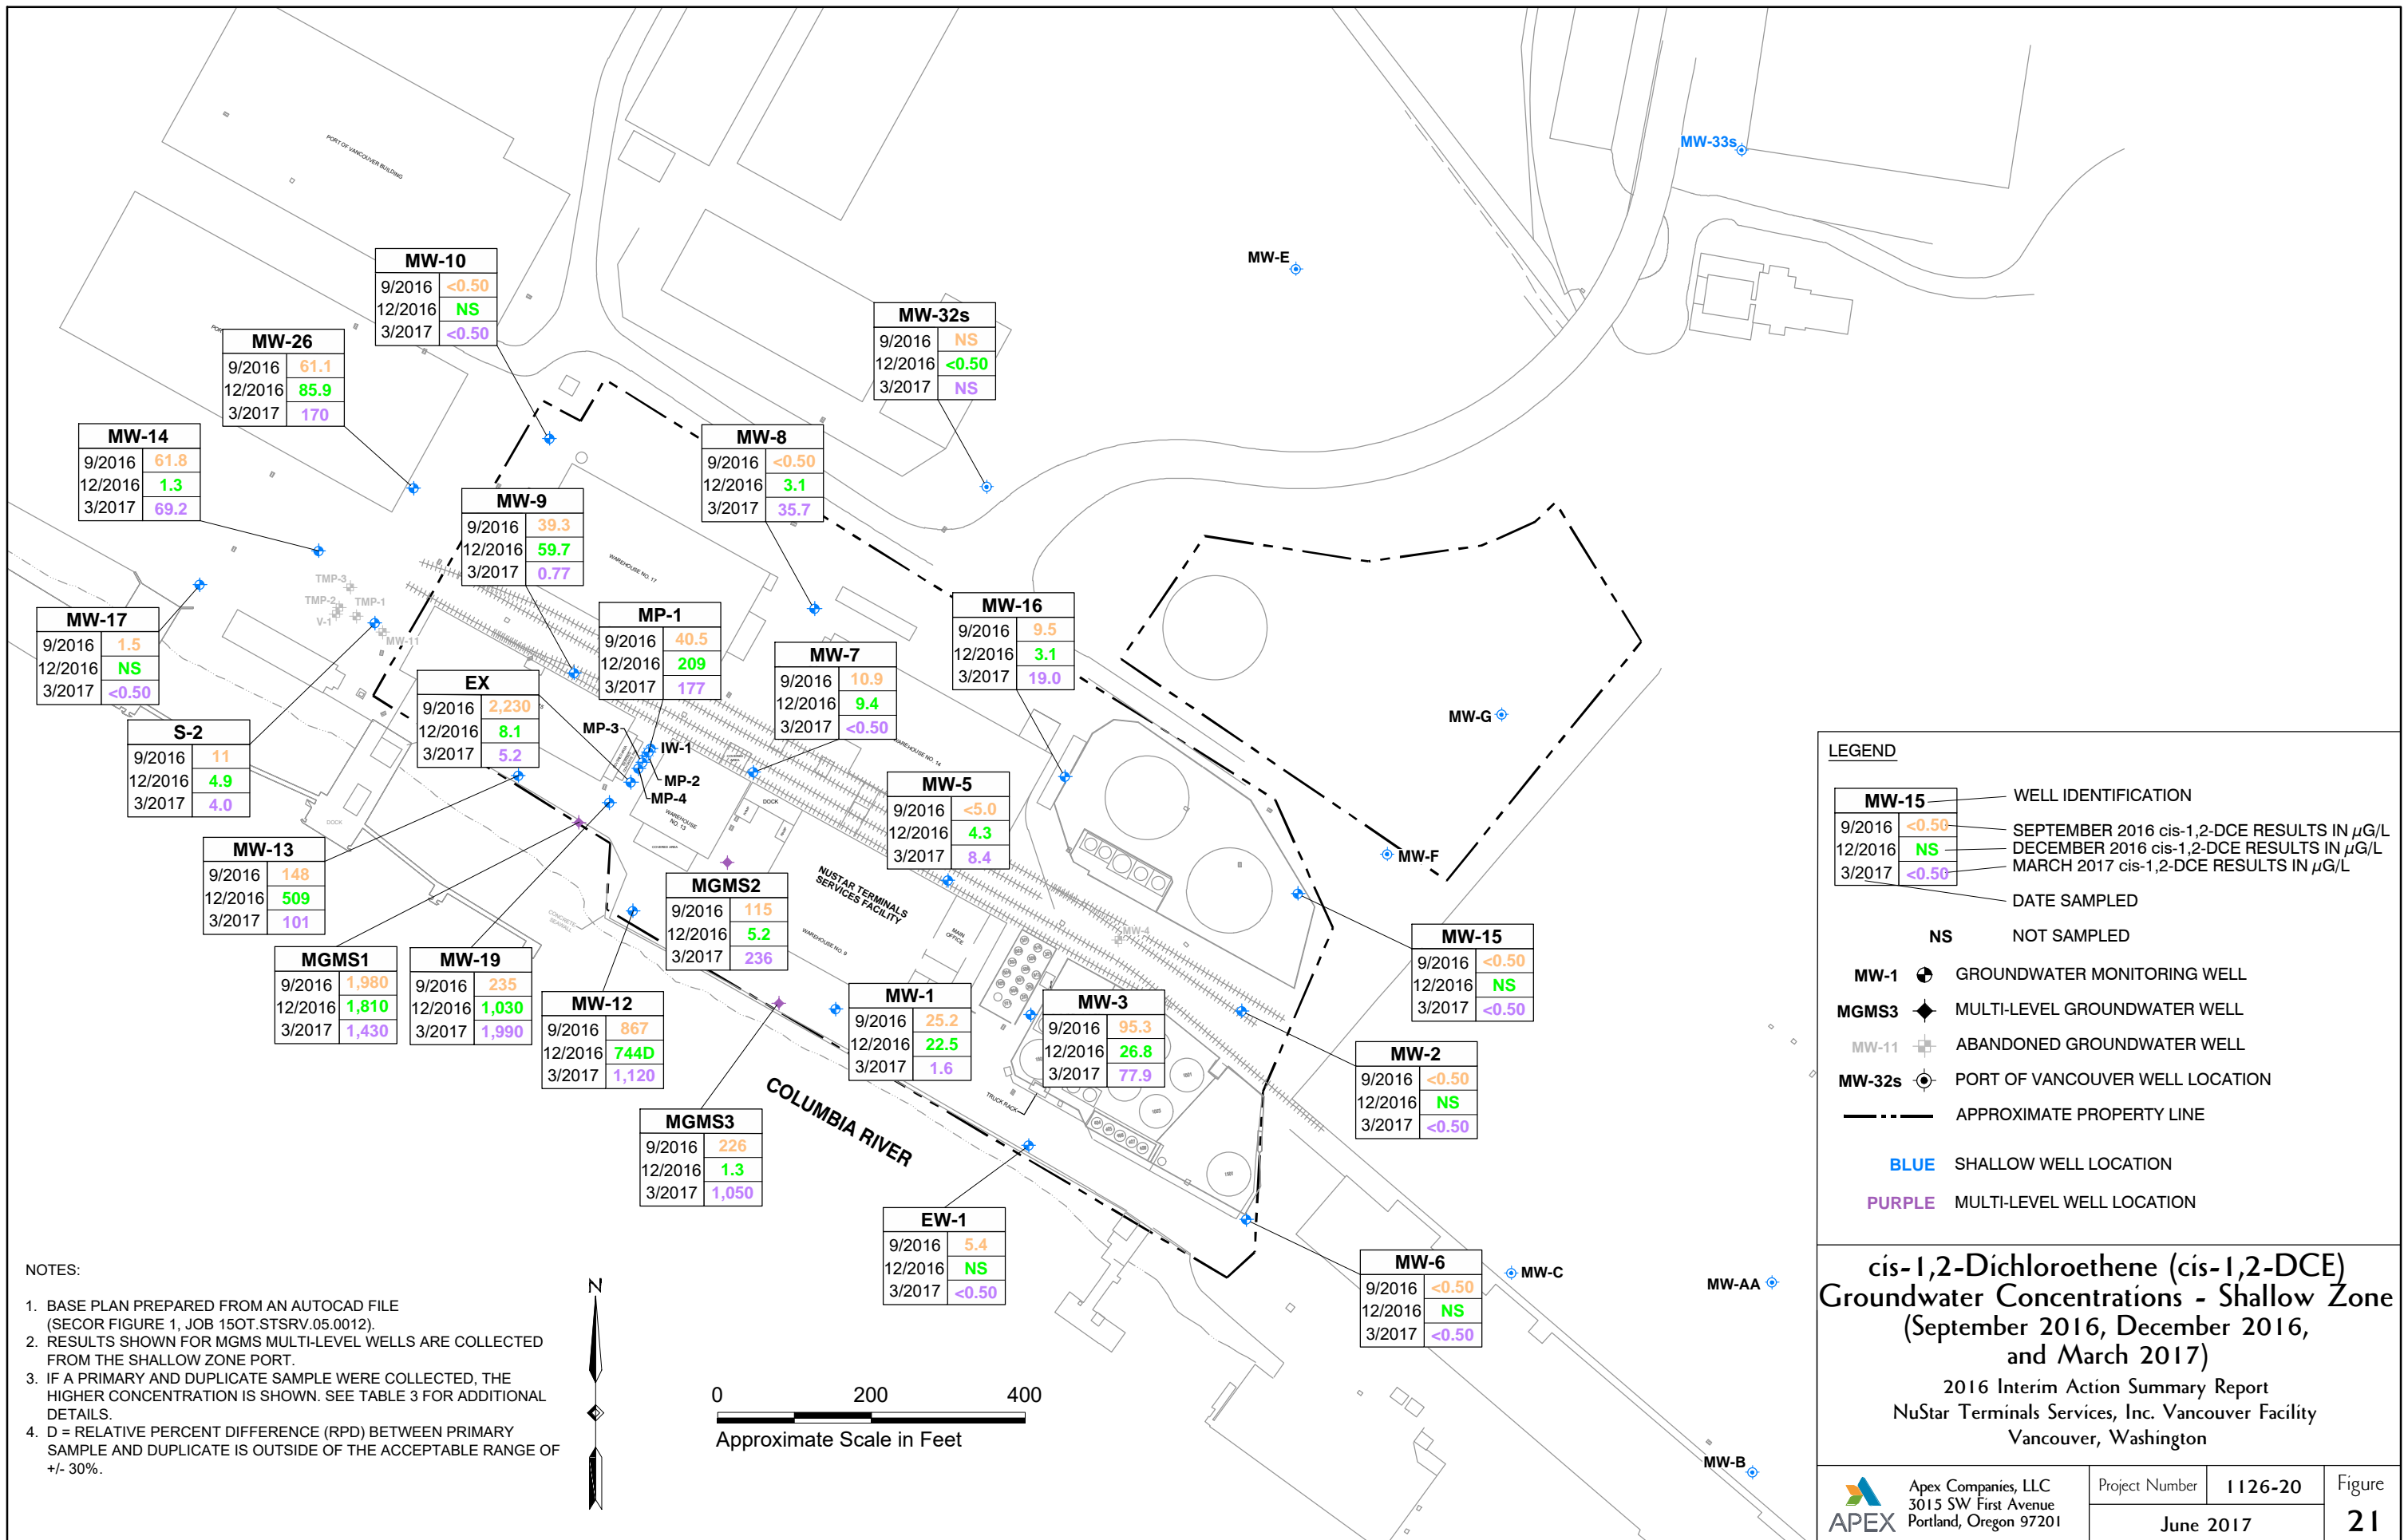 PORT OF VANCOUVER BUILDING
MW-33s
MW-E
MW-10
9/2016 <0.50
12/2016 NS
3/2017 <0.50
MW-32s
9/2016 NS
12/2016 <0.50
3/2017 NS
MW-26
9/2016 61.1
12/2016 85.9
3/2017 170
MW-14
9/2016 61.8
12/2016 1.3
3/2017 69.2
MW-8
9/2016 <0.50
12/2016 3.1
3/2017 35.7
MW-9
9/2016 39.3
12/2016 59.7
3/2017 0.77
WAREHOUSE NO. 17
TMP-3
TMP-2
TMP-1
V-1
MW-11
MW-17
9/2016 1.5
12/2016 NS
3/2017 <0.50
MP-1
9/2016 40.5
12/2016 209
3/2017 177
MW-16
9/2016 9.5
12/2016 3.1
3/2017 19.0
MW-7
9/2016 10.9
12/2016 9.4
3/2017 <0.50
EX
9/2016 2,230
12/2016 8.1
3/2017 5.2
S-2
9/2016 11
12/2016 4.9
3/2017 4.0
MW-G
MP-3
IW-1
MP-2
MP-4
WAREHOUSE NO. 14
COVERED AREA
DOCK
WAREHOUSE
NO. 13
COVERED AREA
DOCK
MW-5
9/2016 <5.0
12/2016 4.3
3/2017 8.4
MW-13
9/2016 148
12/2016 509
3/2017 101
MW-F
MGMS2
9/2016 115
12/2016 5.2
3/2017 236
NUSTAR TERMINALS
SERVICES FACILITY
CONCRETE
SEAWALL
WAREHOUSE NO. 9
MAIN
OFFICE
MW-4
MW-15
9/2016 <0.50
12/2016 NS
3/2017 <0.50
MGMS1
9/2016 1,980
12/2016 1,810
3/2017 1,430
MW-19
9/2016 235
12/2016 1,030
3/2017 1,990
MW-12
9/2016 867
12/2016 744D
3/2017 1,120
MW-1
9/2016 25.2
12/2016 22.5
3/2017 1.6
MW-3
9/2016 95.3
12/2016 26.8
3/2017 77.9
MW-2
9/2016 <0.50
12/2016 NS
3/2017 <0.50
TRUCK RACK
COLUMBIA RIVER
MGMS3
9/2016 226
12/2016 1.3
3/2017 1,050
EW-1
9/2016 5.4
12/2016 NS
3/2017 <0.50
MW-6
9/2016 <0.50
12/2016 NS
3/2017 <0.50
MW-C
MW-AA
MW-B
NOTES:
1. BASE PLAN PREPARED FROM AN AUTOCAD FILE
(SECOR FIGURE 1, JOB 15OT.STSRV.05.0012).
2. RESULTS SHOWN FOR MGMS MULTI-LEVEL WELLS ARE COLLECTED
FROM THE SHALLOW ZONE PORT.
3. IF A PRIMARY AND DUPLICATE SAMPLE WERE COLLECTED, THE
HIGHER CONCENTRATION IS SHOWN. SEE TABLE 3 FOR ADDITIONAL
DETAILS.
4. D = RELATIVE PERCENT DIFFERENCE (RPD) BETWEEN PRIMARY
SAMPLE AND DUPLICATE IS OUTSIDE OF THE ACCEPTABLE RANGE OF
+/- 30%.
N
0 200 400
Approximate Scale in Feet
LEGEND
MW-15 WELL IDENTIFICATION
9/2016 <0.50 SEPTEMBER 2016 cis-1,2-DCE RESULTS IN µG/L
12/2016 NS DECEMBER 2016 cis-1,2-DCE RESULTS IN µG/L
3/2017 <0.50 MARCH 2017 cis-1,2-DCE RESULTS IN µG/L
DATE SAMPLED
NS NOT SAMPLED
MW-1 GROUNDWATER MONITORING WELL
MGMS3 MULTI-LEVEL GROUNDWATER WELL
MW-11 ABANDONED GROUNDWATER WELL
MW-32s PORT OF VANCOUVER WELL LOCATION
APPROXIMATE PROPERTY LINE
BLUE SHALLOW WELL LOCATION
PURPLE MULTI-LEVEL WELL LOCATION
cis-1,2-Dichloroethene (cis-1,2-DCE)
Groundwater Concentrations - Shallow Zone
(September 2016, December 2016,
and March 2017)
2016 Interim Action Summary Report
NuStar Terminals Services, Inc. Vancouver Facility
Vancouver, Washington
APEX
Apex Companies, LLC
3015 SW First Avenue
Portland, Oregon 97201
Project Number 1126-20
June 2017
Figure
21